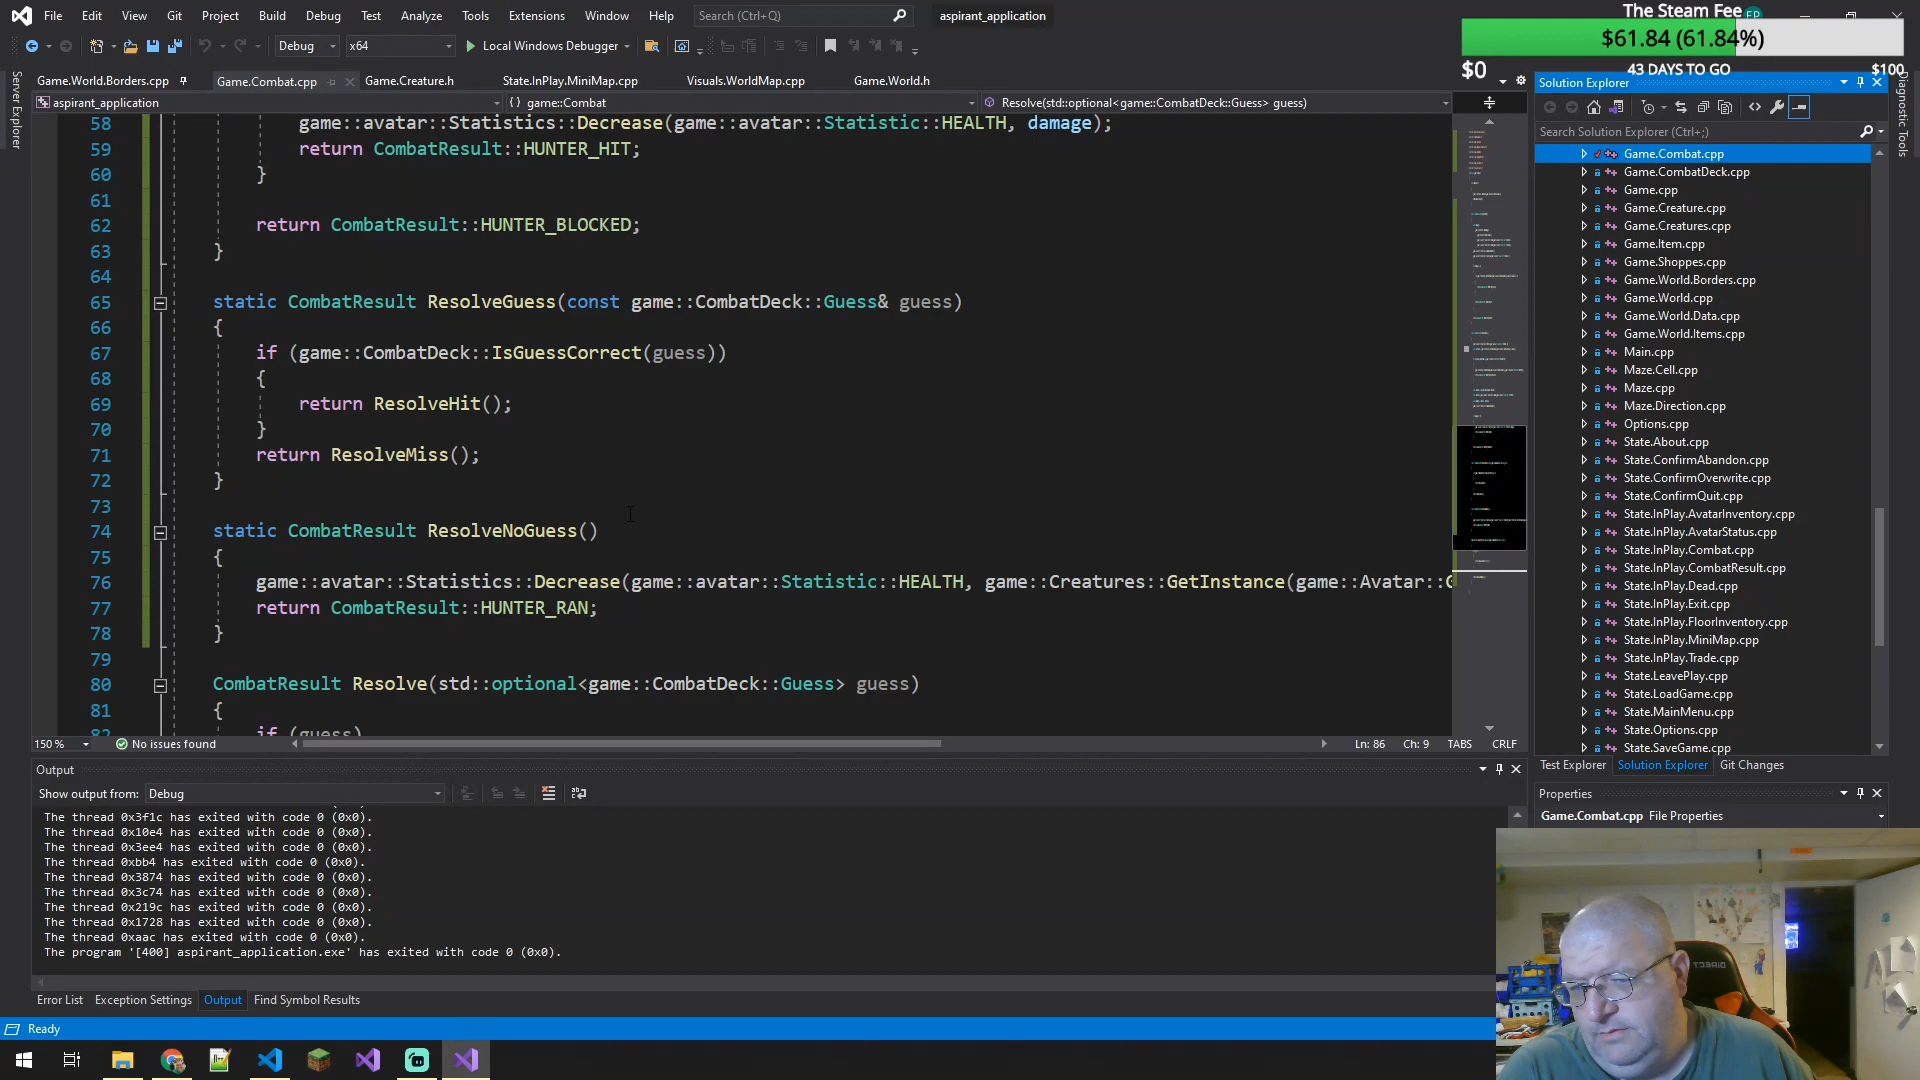 File Edit View Git Project Build Debug Test Analyze Tools Extensions Window Help Search (Ctrl+Q) aspirant_application
The Steam Fee
$61.84 (61.84%)
$0 43 DAYS TO GO $100
Debug x64 Local Windows Debugger
Server Explorer
Diagnostic Tools
Game.World.Borders.cpp Game.Combat.cpp Game.Creature.h State.InPlay.MiniMap.cpp Visuals.WorldMap.cpp Game.World.h
aspirant_application {} game::Combat Resolve(std::optional<game::CombatDeck::Guess> guess)
58 game::avatar::Statistics::Decrease(game::avatar::Statistic::HEALTH, damage);
59 return CombatResult::HUNTER_HIT;
60 }
61
62 return CombatResult::HUNTER_BLOCKED;
63 }
64
65 static CombatResult ResolveGuess(const game::CombatDeck::Guess& guess)
66 {
67 if (game::CombatDeck::IsGuessCorrect(guess))
68 {
69 return ResolveHit();
70 }
71 return ResolveMiss();
72 }
73
74 static CombatResult ResolveNoGuess()
75 {
76 game::avatar::Statistics::Decrease(game::avatar::Statistic::HEALTH, game::Creatures::GetInstance(game::Avatar::G
77 return CombatResult::HUNTER_RAN;
78 }
79
80 CombatResult Resolve(std::optional<game::CombatDeck::Guess> guess)
81 {
82 if (guess)
150 % No issues found Ln: 86 Ch: 9 TABS CRLF
Output
Show output from: Debug
The thread 0x3f1c has exited with code 0 (0x0).
The thread 0x10e4 has exited with code 0 (0x0).
The thread 0x3ee4 has exited with code 0 (0x0).
The thread 0xbb4 has exited with code 0 (0x0).
The thread 0x3874 has exited with code 0 (0x0).
The thread 0x3c74 has exited with code 0 (0x0).
The thread 0x219c has exited with code 0 (0x0).
The thread 0x1728 has exited with code 0 (0x0).
The thread 0xaac has exited with code 0 (0x0).
The program '[400] aspirant_application.exe' has exited with code 0 (0x0).
Error List Exception Settings Output Find Symbol Results
Ready
Solution Explorer
Search Solution Explorer (Ctrl+;)
Game.Combat.cpp
Game.CombatDeck.cpp
Game.cpp
Game.Creature.cpp
Game.Creatures.cpp
Game.Item.cpp
Game.Shoppes.cpp
Game.World.Borders.cpp
Game.World.cpp
Game.World.Data.cpp
Game.World.Items.cpp
Main.cpp
Maze.Cell.cpp
Maze.cpp
Maze.Direction.cpp
Options.cpp
State.About.cpp
State.ConfirmAbandon.cpp
State.ConfirmOverwrite.cpp
State.ConfirmQuit.cpp
State.InPlay.AvatarInventory.cpp
State.InPlay.AvatarStatus.cpp
State.InPlay.Combat.cpp
State.InPlay.CombatResult.cpp
State.InPlay.Dead.cpp
State.InPlay.Exit.cpp
State.InPlay.FloorInventory.cpp
State.InPlay.MiniMap.cpp
State.InPlay.Trade.cpp
State.LeavePlay.cpp
State.LoadGame.cpp
State.MainMenu.cpp
State.Options.cpp
State.SaveGame.cpp
Test Explorer Solution Explorer Git Changes
Properties
Game.Combat.cpp File Properties